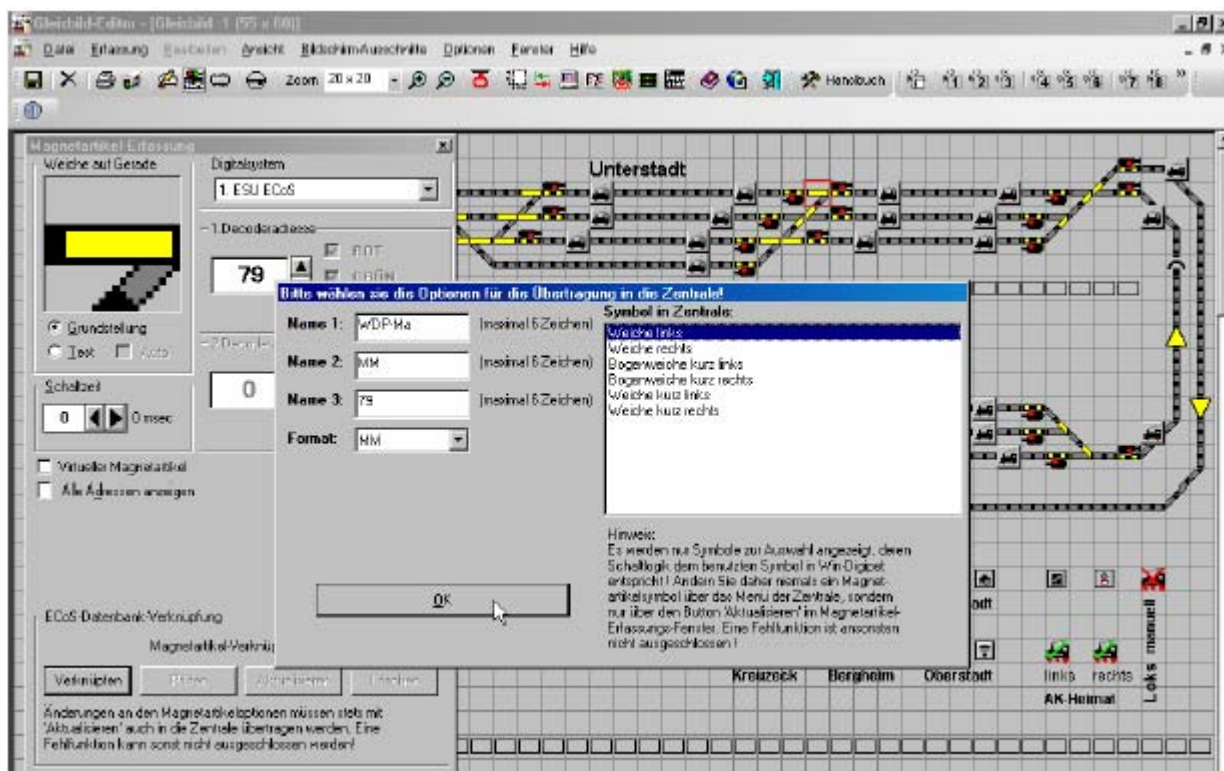 Gleisbild-Editor - [Gleisbild 1 (55 x 60)]
Datei Erfassung Bearbeiten Ansicht Bildschirm-Ausschnitte Optionen Fenster Hilfe
Zoom 20 x 20 Handbuch
Magnetartikel-Erfassung
Weiche auf Gerade
Digitalsystem
1. ESU ECoS
1.Decoderadresse
79
ROT
GRÜN
Grundstellung
Test Auto
0
Schaltzeit
0 0 msec
Virtueller Magnetartikel
Alle Adressen anzeigen
ECoS-Datenbank-Verknüpfung
Verknüpfen
Änderungen an den Magnetartikeloptionen müssen stets mit
'Aktualisieren' auch in die Zentrale übertragen werden. Eine
Fehlfunktion kann sonst nicht ausgeschlossen werden!
Bitte wählen sie die Optionen für die Übertragung in die Zentrale!
Name 1: WDP-Ma (maximal 6 Zeichen)
Name 2: MM (maximal 6 Zeichen)
Name 3: 79 (maximal 6 Zeichen)
Format: MM
OK
Symbol in Zentrale:
Weiche links
Weiche rechts
Bogenweiche kurz links
Bogenweiche kurz rechts
Weiche kurz links
Weiche kurz rechts
Hinweis:
Es werden nur Symbole zur Auswahl angezeigt, deren
Schaltlogik dem benutzten Symbol in Win-Digipet
entspricht! Ändern Sie daher niemals ein Magnet-
artikelsymbol über das Menü der Zentrale, sondern
nur über den Button 'Aktualisieren' im Magnetartikel-
Erfassungs-Fenster. Eine Fehlfunktion ist ansonsten
nicht ausgeschlossen!
Unterstadt
Kreuzeck Bergheim Oberstadt
links rechts
AK-Heimat
Loks manuell